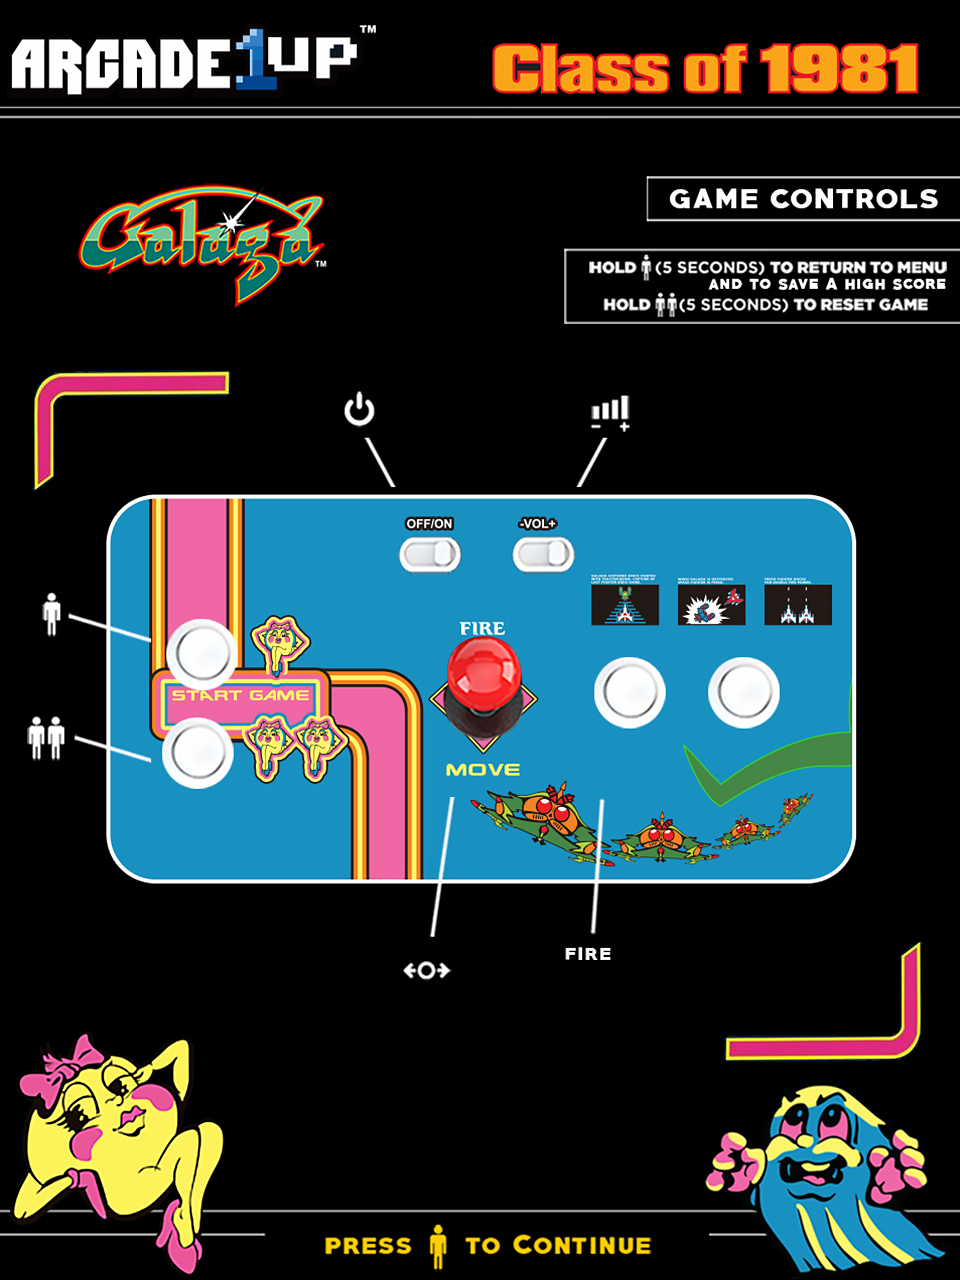 ARCADE1UP™
Class of 1981
Galaga™
GAME CONTROLS
HOLD (5 SECONDS) TO RETURN TO MENU
AND TO SAVE A HIGH SCORE
HOLD (5 SECONDS) TO RESET GAME
OFF/ON
-VOL+
FIRE
START GAME
MOVE
FIRE
PRESS TO CONTINUE